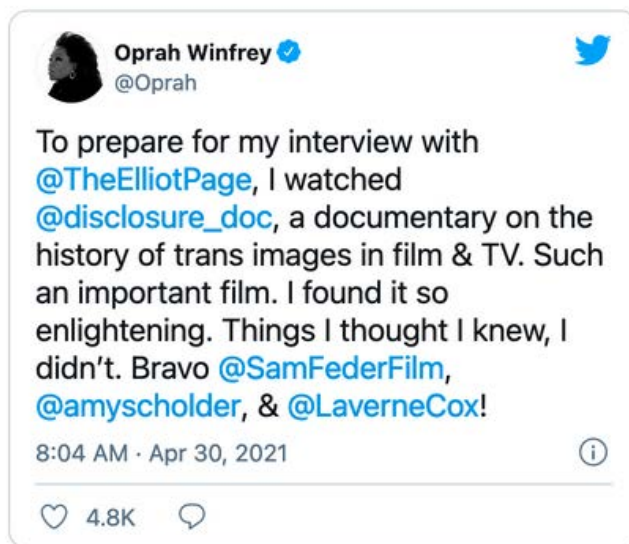 Oprah Winfrey
@Oprah
To prepare for my interview with
@TheElliotPage, I watched
@disclosure_doc, a documentary on the
history of trans images in film & TV. Such
an important film. I found it so
enlightening. Things I thought I knew, I
didn't. Bravo @SamFederFilm,
@amyscholder, & @LaverneCox!
8:04 AM · Apr 30, 2021
4.8K